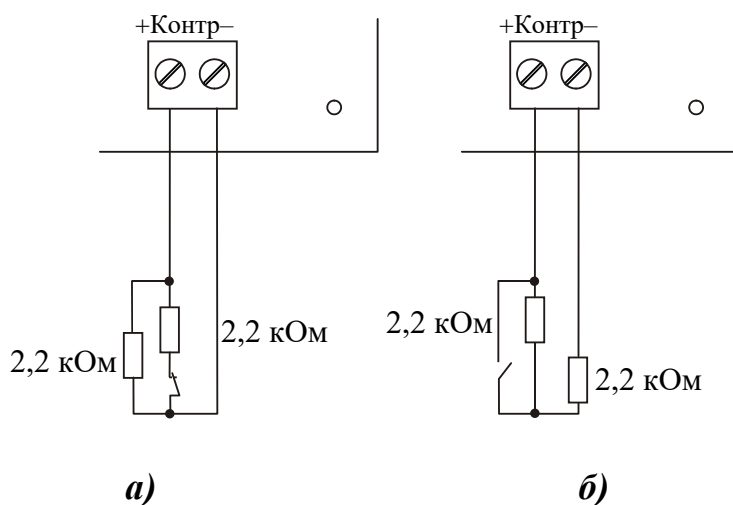 +Контр–
+Контр–
2,2 кОм
2,2 кОм
2,2 кОм
2,2 кОм
а)
б)